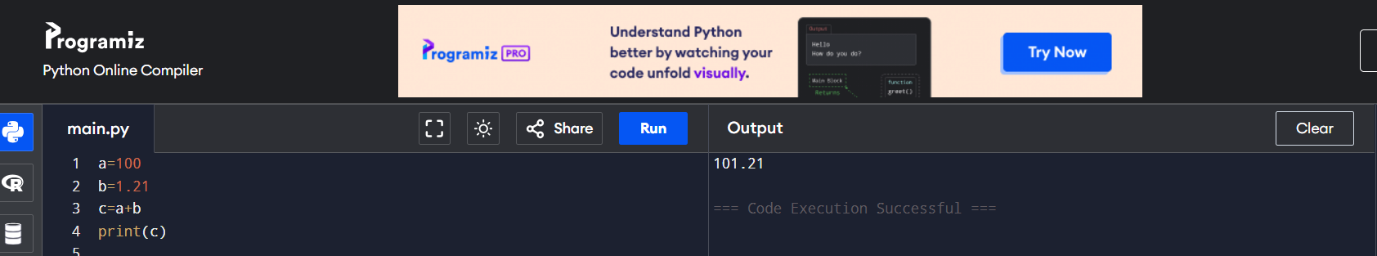 Programiz
Python Online Compiler
Programiz PRO
Understand Python
better by watching your
code unfold visually.
Output
Hello
How do you do?
Main Block
Returns
function
greet()
Try Now
main.py
Share
Run
Output
Clear
1 a=100
2 b=1.21
3 c=a+b
4 print(c)
5
101.21
=== Code Execution Successful ===